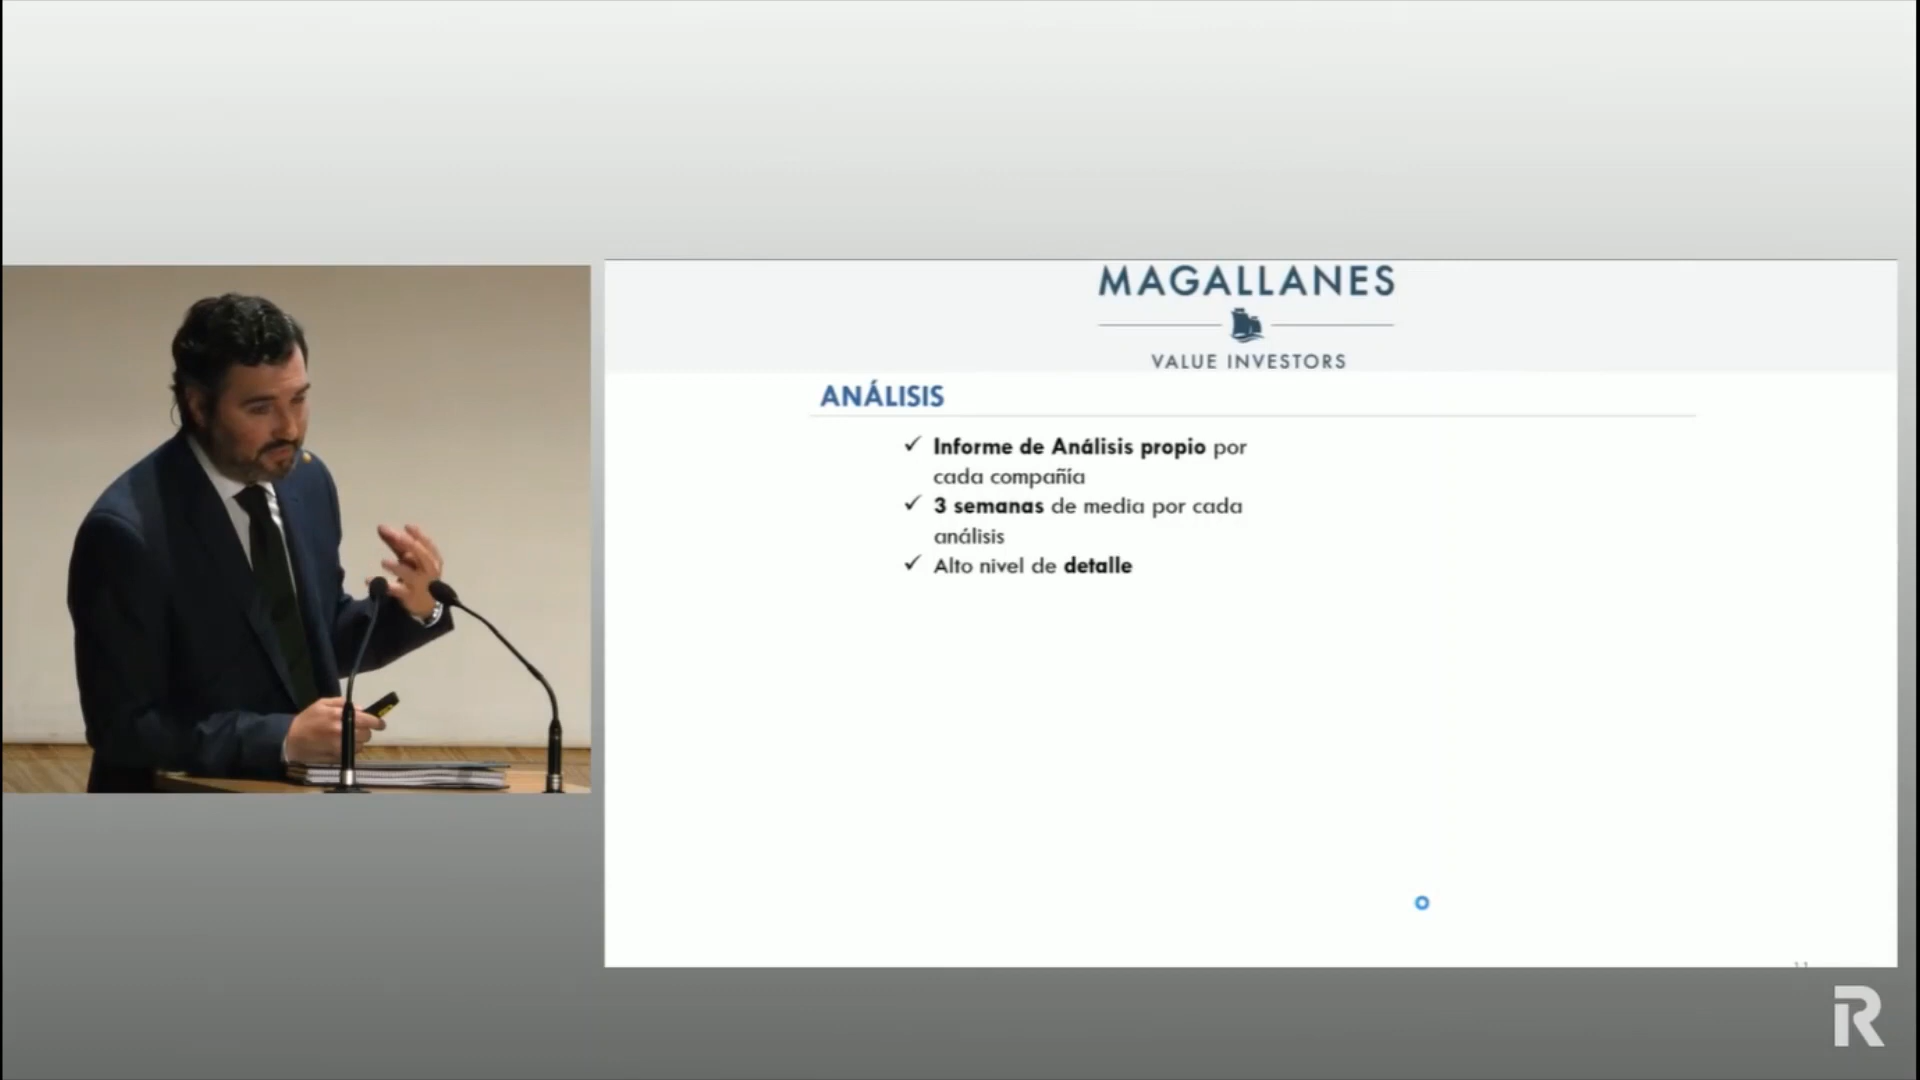 MAGALLANES
VALUE INVESTORS
ANÁLISIS
✓ Informe de Análisis propio por
cada compañía
✓ 3 semanas de media por cada
análisis
✓ Alto nivel de detalle
R